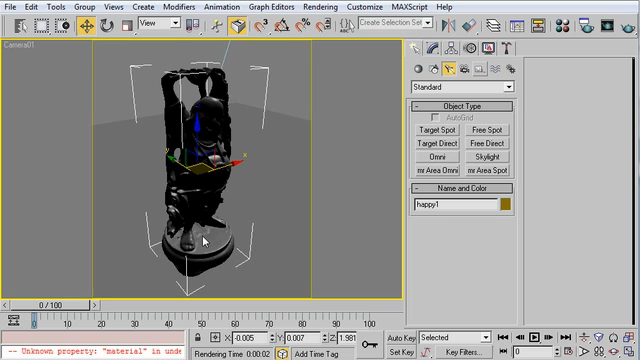 File Edit Tools Group Views Create Modifiers Animation Graph Editors Rendering Customize MAXScript Help
View
Create Selection Set
Camera01
Standard
Object Type
AutoGrid
Target Spot Free Spot
Target Direct Free Direct
Omni Skylight
mr Area Omni mr Area Spot
Name and Color
happy1
x
y
0 / 100
0 10 20 30 40 50 60 70 80 90 100
X: -0.005 Y: 0.007 Z: 1.981
Auto Key Selected
-- Unknown property: "material" in unde
Rendering Time 0:00:02 Add Time Tag
Set Key Key Filters...